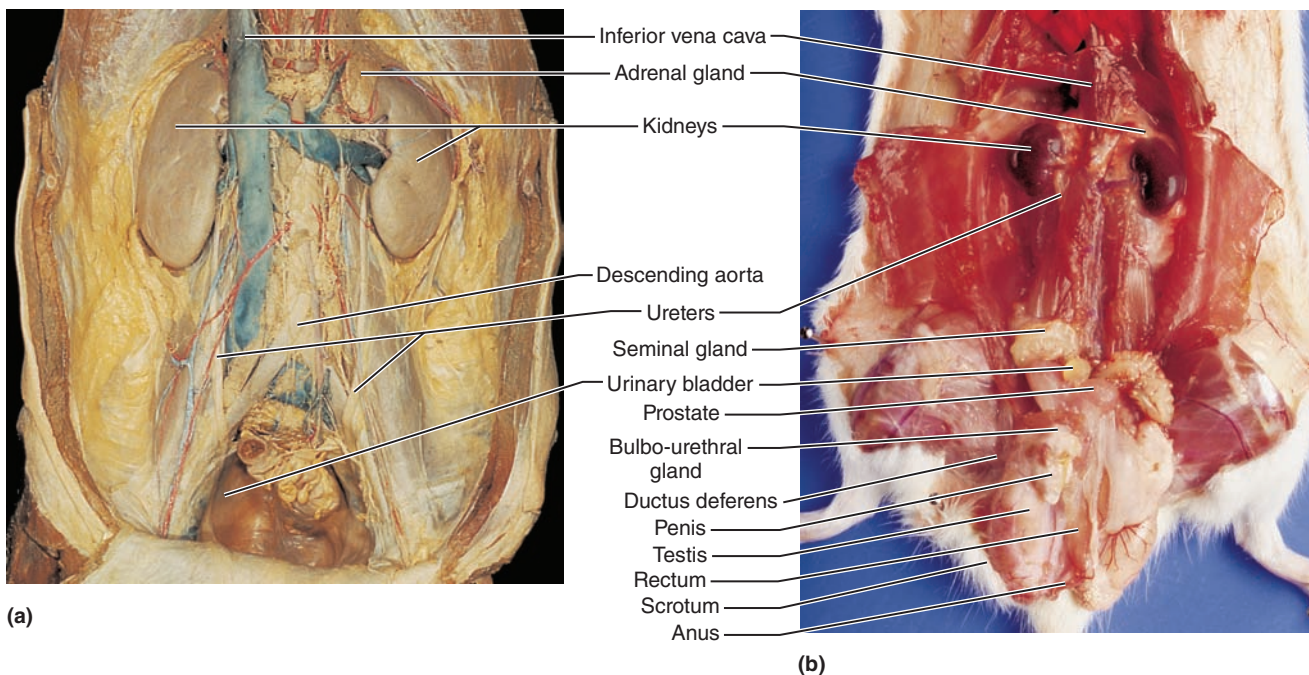 Inferior vena cava
Adrenal gland
Kidneys
Descending aorta
Ureters
Seminal gland
Urinary bladder
Prostate
Bulbo-urethral
gland
Ductus deferens
Penis
Testis
Rectum
Scrotum
Anus
(a)
(b)